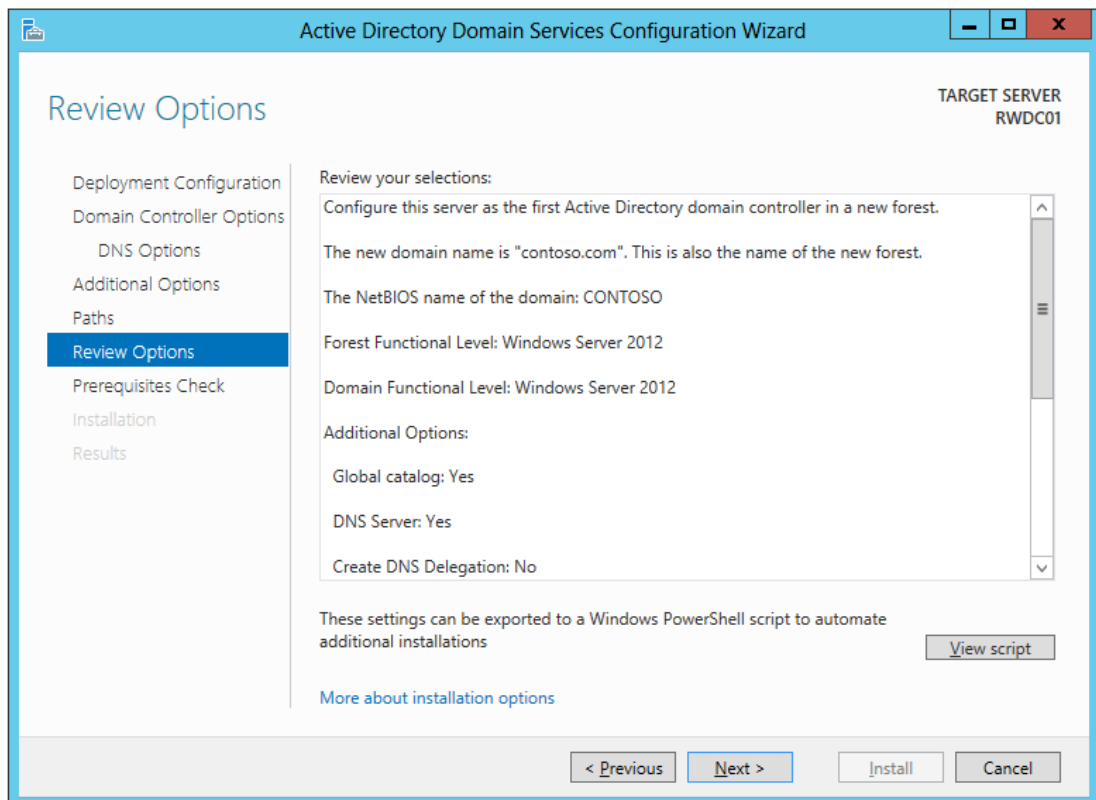 Active Directory Domain Services Configuration Wizard
Review Options
TARGET SERVER
RWDC01
Deployment Configuration
Domain Controller Options
DNS Options
Additional Options
Paths
Review Options
Prerequisites Check
Installation
Results
Review your selections:
Configure this server as the first Active Directory domain controller in a new forest.
The new domain name is "contoso.com". This is also the name of the new forest.
The NetBIOS name of the domain: CONTOSO
Forest Functional Level: Windows Server 2012
Domain Functional Level: Windows Server 2012
Additional Options:
Global catalog: Yes
DNS Server: Yes
Create DNS Delegation: No
These settings can be exported to a Windows PowerShell script to automate
additional installations
View script
More about installation options
< Previous
Next >
Install
Cancel